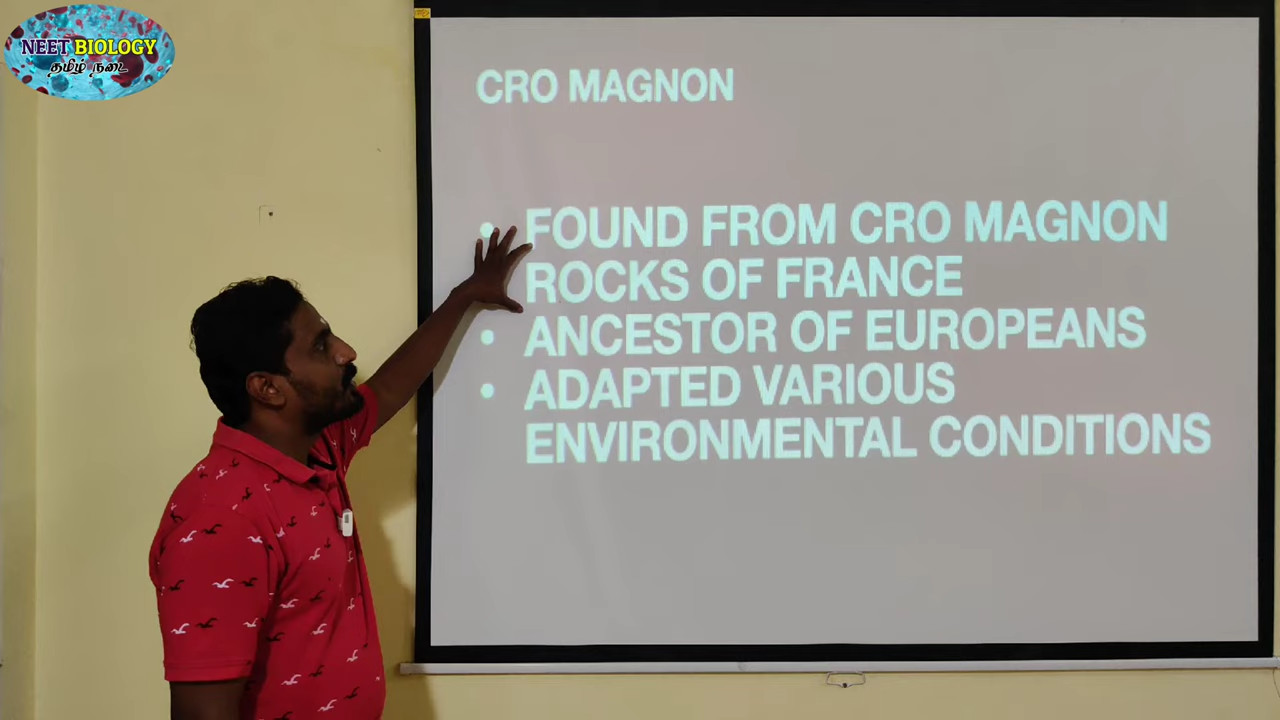 NEET BIOLOGY
தமிழ் நடை
CRO MAGNON
• FOUND FROM CRO MAGNON
ROCKS OF FRANCE
• ANCESTOR OF EUROPEANS
• ADAPTED VARIOUS
ENVIRONMENTAL CONDITIONS